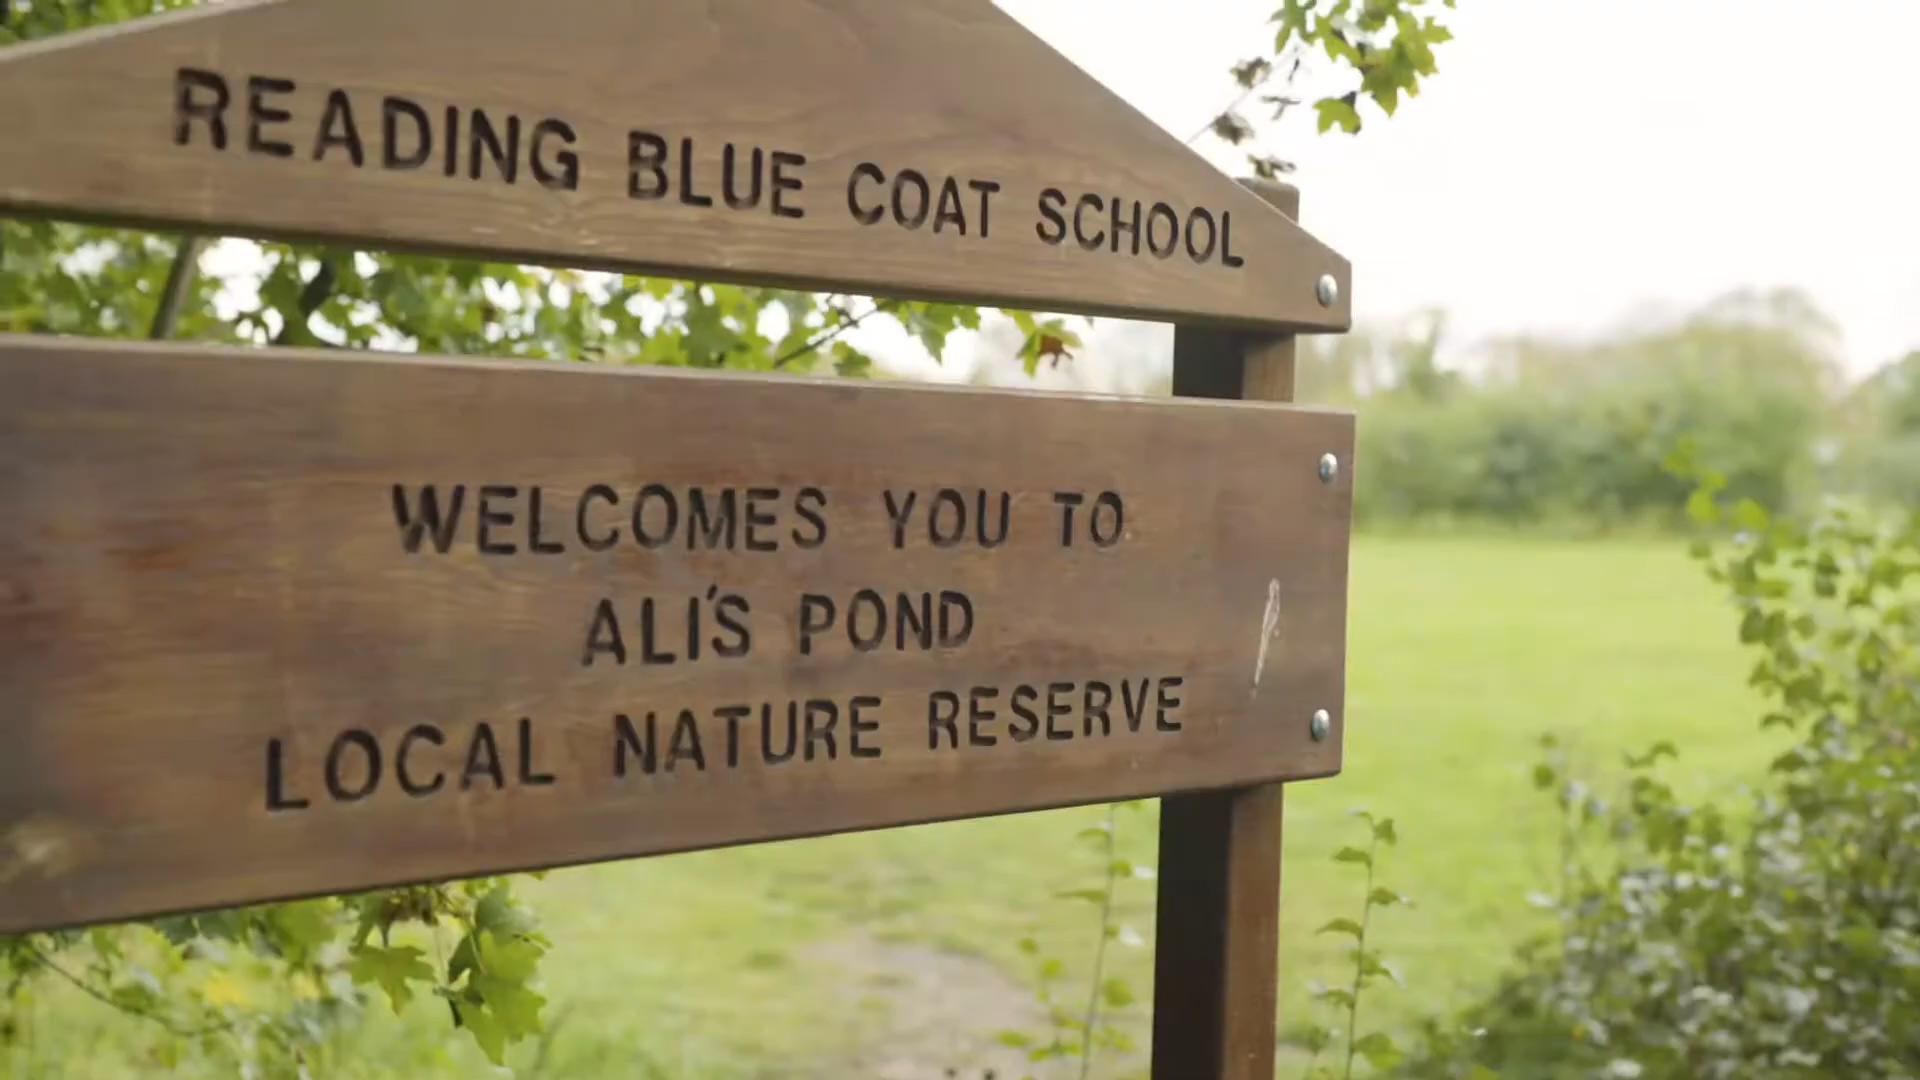 READING BLUE COAT SCHOOL
WELCOMES YOU TO
ALI'S POND
LOCAL NATURE RESERVE